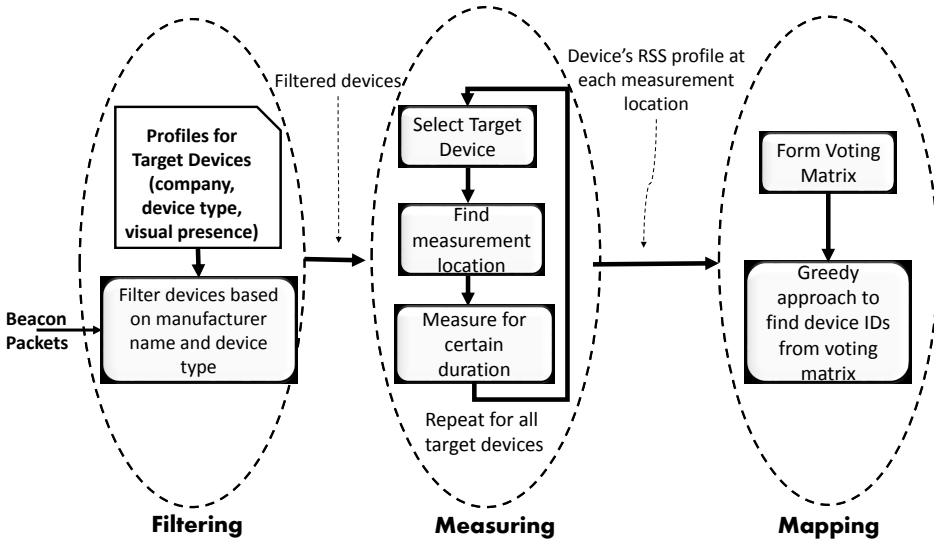 Profiles for
Target Devices
(company,
device type,
visual presence)
Filter devices based
on manufacturer
name and device
type
Beacon
Packets
Filtering
Filtered devices
Select Target
Device
Find
measurement
location
Measure for
certain
duration
Repeat for all
target devices
Measuring
Device's RSS profile at
each measurement
location
Form Voting
Matrix
Greedy
approach to
find device IDs
from voting
matrix
Mapping